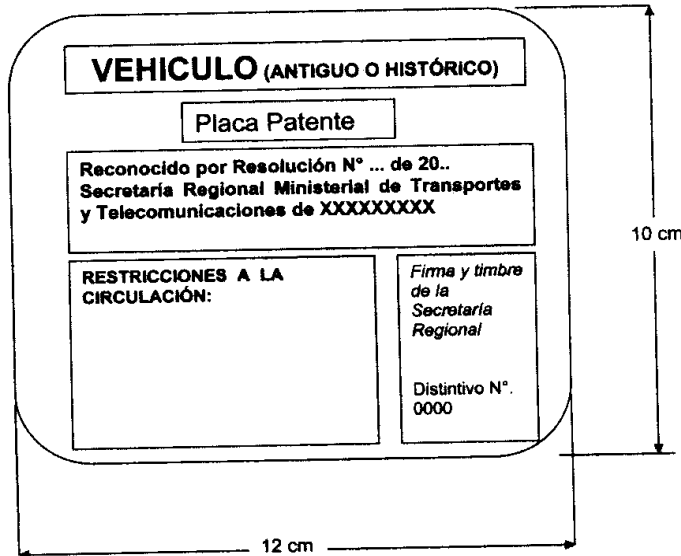 VEHICULO (ANTIGUO O HISTÓRICO)
Placa Patente
Reconocido por Resolución N° ... de 20..
Secretaría Regional Ministerial de Transportes
y Telecomunicaciones de XXXXXXXXX
10 cm
RESTRICCIONES A LA
CIRCULACIÓN:
Firma y timbre
de la
Secretaría
Regional
Distintivo N°.
0000
12 cm